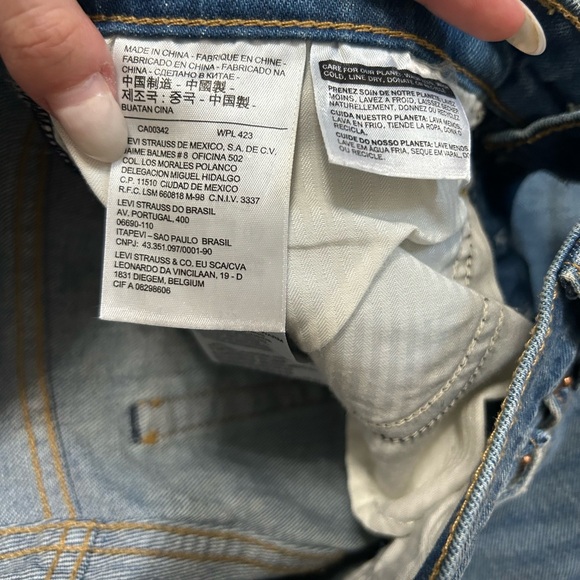 MADE IN CHINA - FABRIQUE EN CHINE -
FABRICADO EN CHINA - FABRICADO NA
CHINA - СДЕЛАНО В КИТАЕ -
中国制造 - 中國製造 -
제조국: 중국 - 中国製 -
BUATAN CINA
CA00342 WPL 423
LEVI STRAUSS DE MEXICO, S.A. DE C.V.
JAIME BALMES # 8 OFICINA 502
COL. LOS MORALES POLANCO
DELEGACION MIGUEL HIDALGO
C.P. 11510 CIUDAD DE MEXICO
R.F.C. LSM 660818 M-98 C.N.I.V. 3337
LEVI STRAUSS DO BRASIL
AV. PORTUGAL, 400
06690-110
ITAPEVI – SAO PAULO BRASIL
CNPJ: 43.351.097/0001-90
LEVI STRAUSS & CO. EU SCA/CVA
LEONARDO DA VINCILAAN, 19 - D
1831 DIEGEM, BELGIUM
CIF A 08298606
CARE FOR OUR PLANET: WASH
COLD, LINE DRY, DONATE
PRENEZ SOIN DE NOTRE PLANÈTE: LAVEZ
MOINS, LAVEZ À FROID, LAISSEZ SÉCHER
NATURELLEMENT, DONNEZ OU RECYCLEZ.
CUIDA NUESTRO PLANETA: LAVA MENOS,
LAVA EN FRÍO, TIENDE LA ROPA, DONA O
RECICLA.
CUIDE DO NOSSO PLANETA: LAVE MENOS,
LAVE EM ÁGUA FRIA, SEQUE NO VARAL, DOE
OU RECICLE.